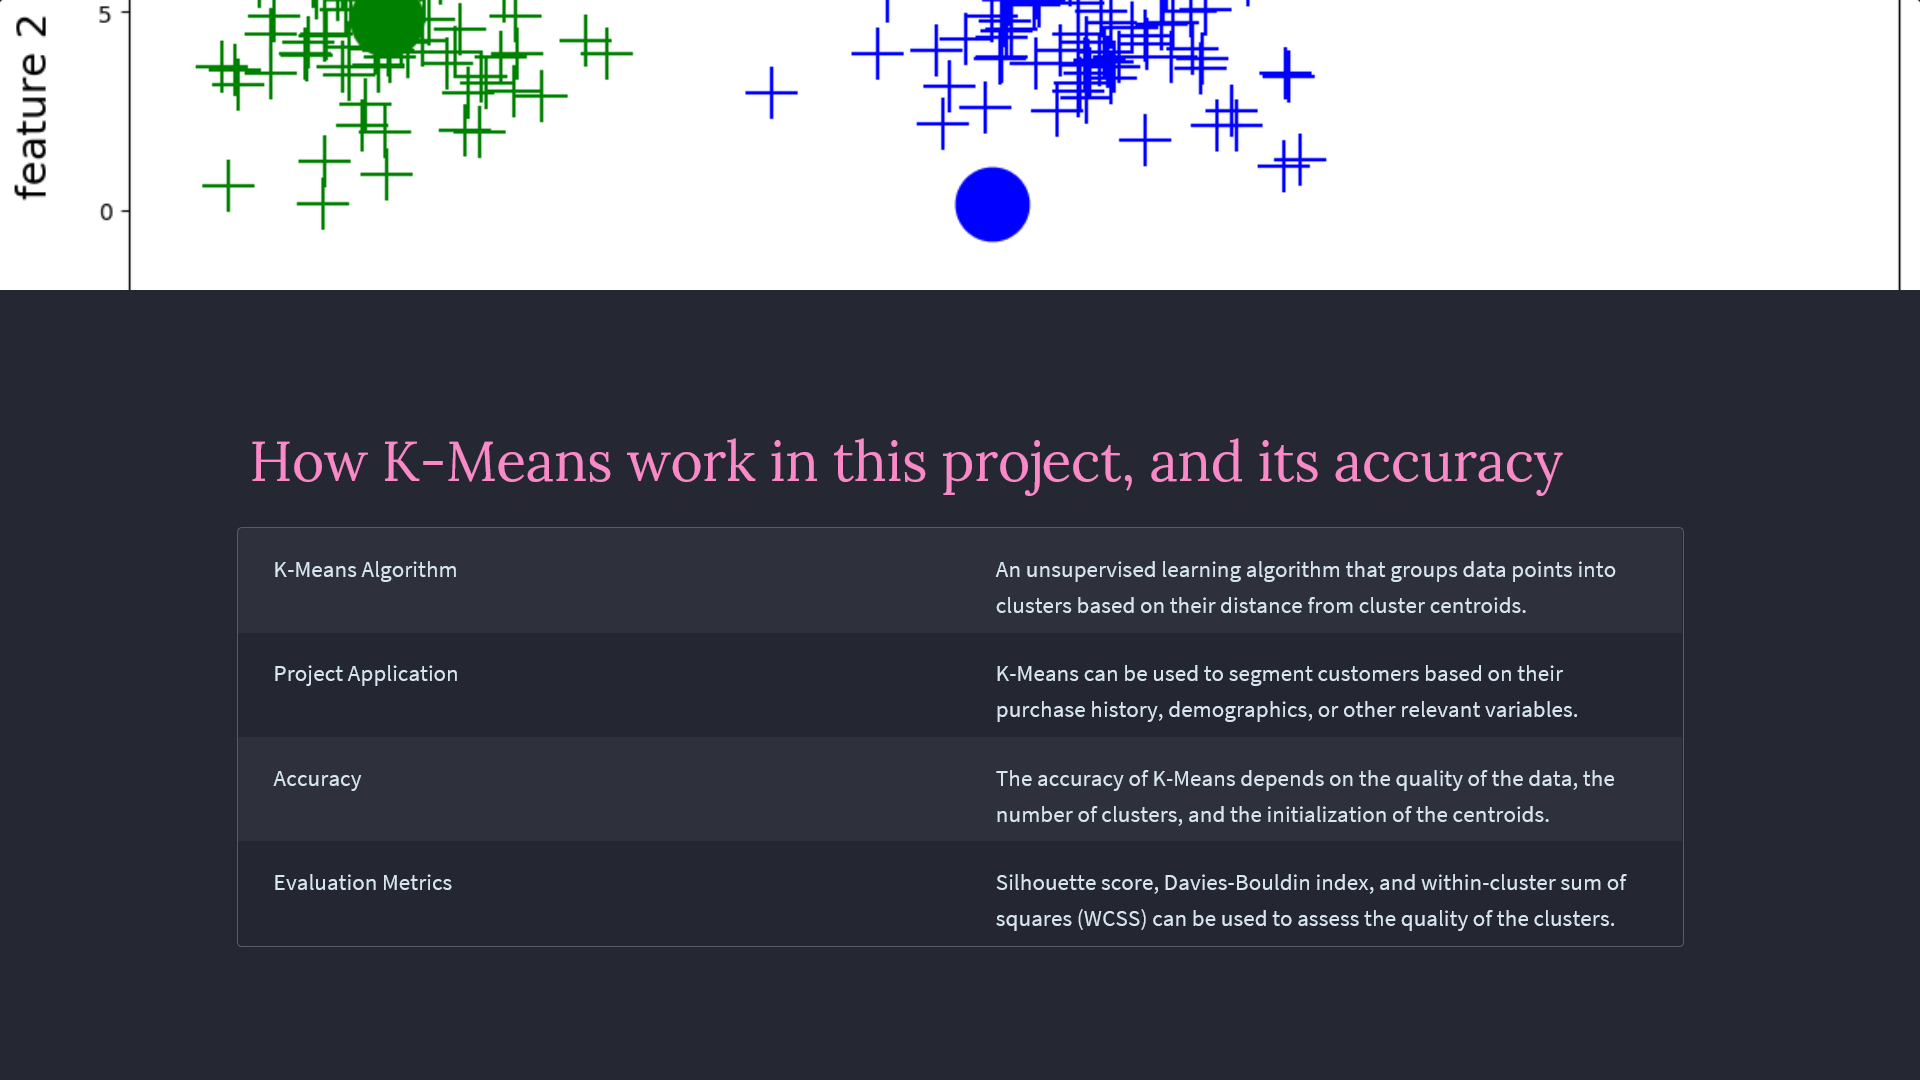 5
feature 2
0
How K-Means work in this project, and its accuracy
K-Means Algorithm
An unsupervised learning algorithm that groups data points into
clusters based on their distance from cluster centroids.
Project Application
K-Means can be used to segment customers based on their
purchase history, demographics, or other relevant variables.
Accuracy
The accuracy of K-Means depends on the quality of the data, the
number of clusters, and the initialization of the centroids.
Evaluation Metrics
Silhouette score, Davies-Bouldin index, and within-cluster sum of
squares (WCSS) can be used to assess the quality of the clusters.